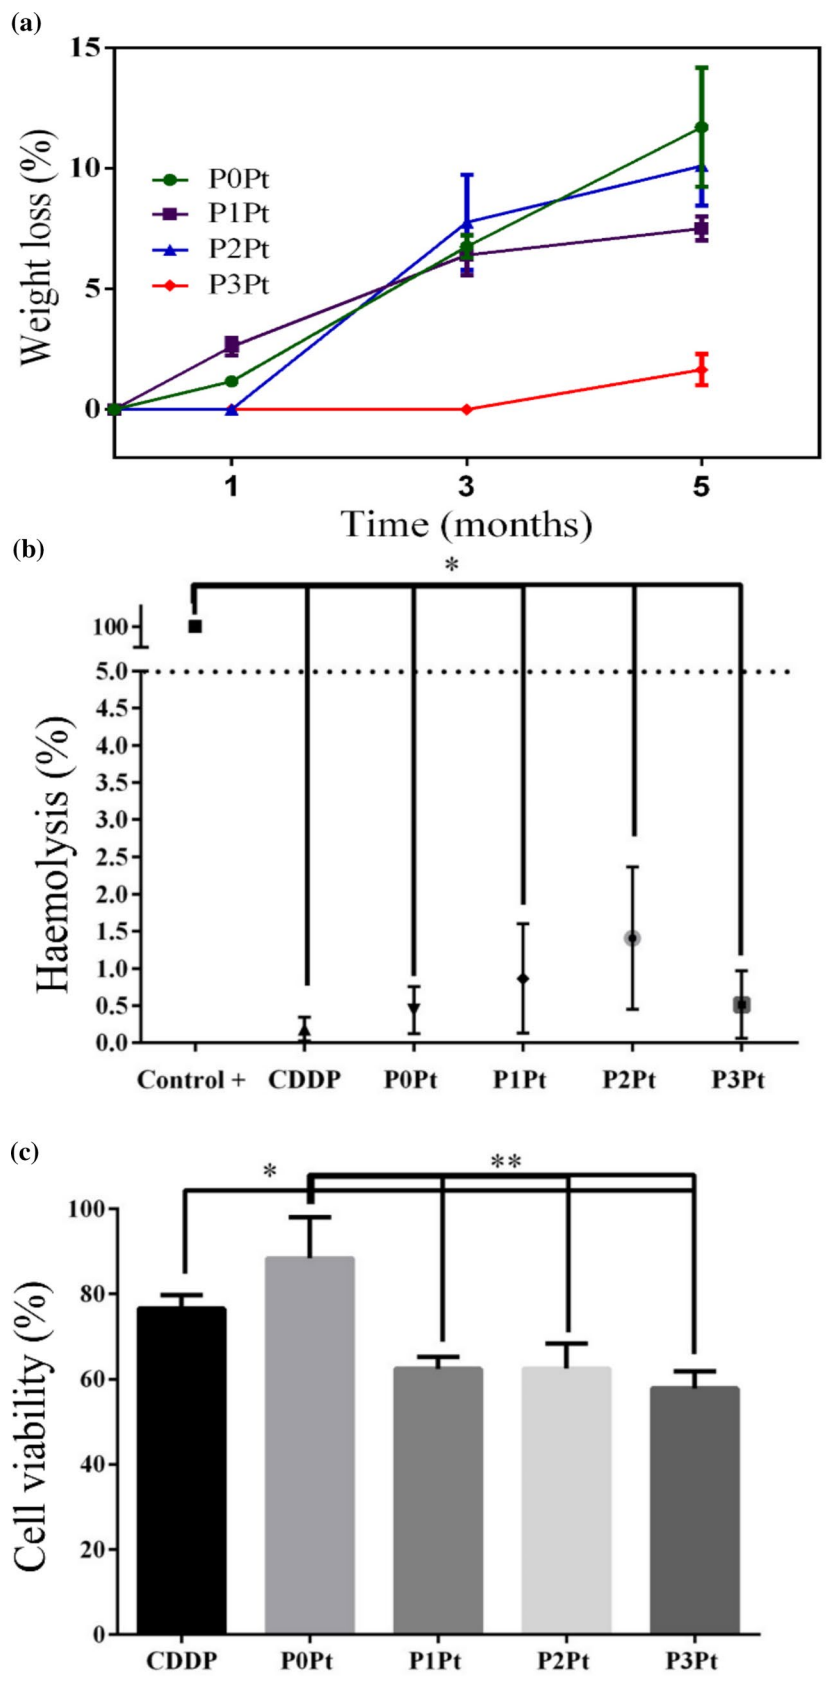 (a)
Weight loss (%)
15
10
5
0
P0Pt
P1Pt
P2Pt
P3Pt
1 3 5
Time (months)
(b)
*
Haemolysis (%)
100
5.0
4.5
4.0
3.5
3.0
2.5
2.0
1.5
1.0
0.5
0.0
Control + CDDP P0Pt P1Pt P2Pt P3Pt
(c)
* **
Cell viability (%)
100
80
60
40
20
0
CDDP P0Pt P1Pt P2Pt P3Pt